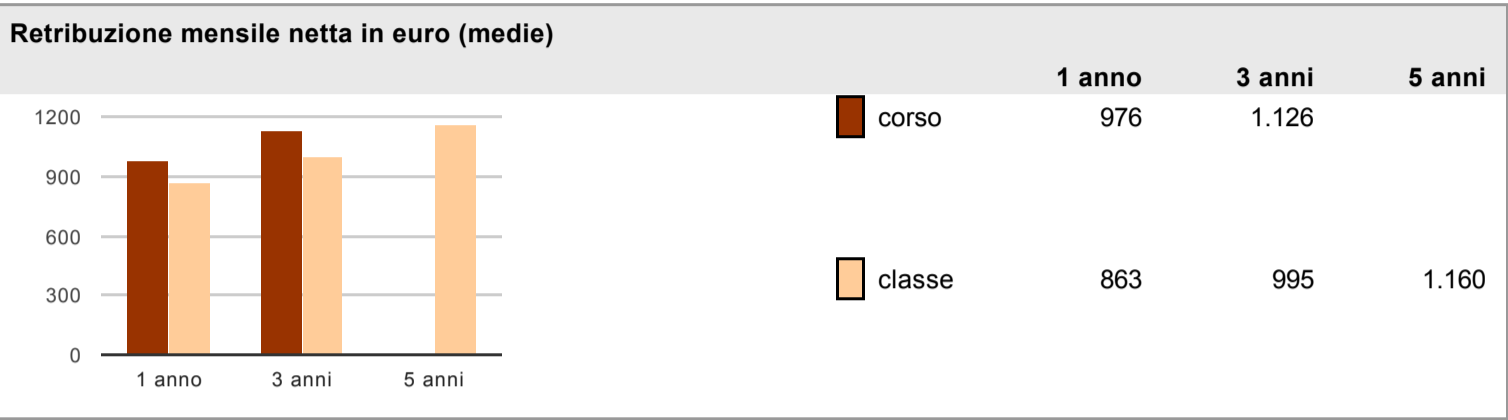 Retribuzione mensile netta in euro (medie)
1 anno 3 anni 5 anni
1200
900
600
300
0
1 anno 3 anni 5 anni
corso 976 1.126
classe 863 995 1.160